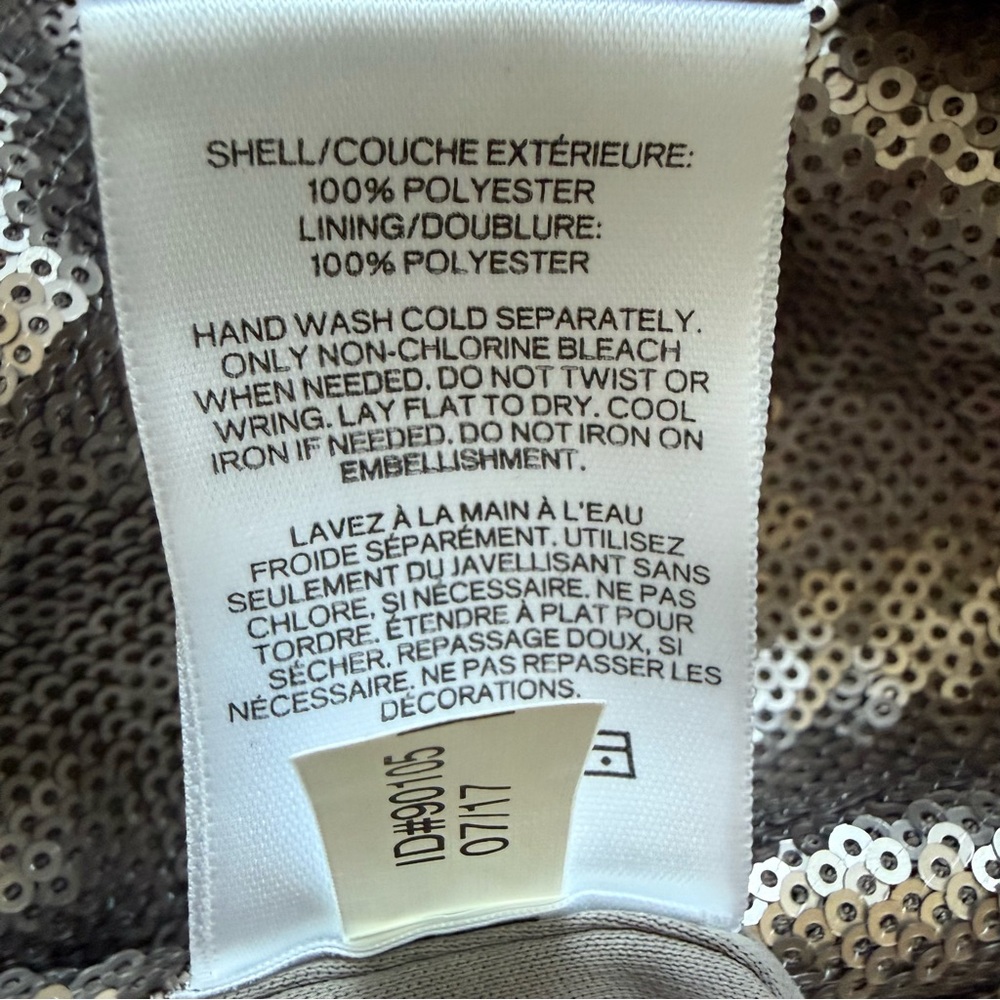 SHELL/COUCHE EXTÉRIEURE:
100% POLYESTER
LINING/DOUBLURE:
100% POLYESTER
HAND WASH COLD SEPARATELY.
ONLY NON-CHLORINE BLEACH
WHEN NEEDED. DO NOT TWIST OR
WRING. LAY FLAT TO DRY. COOL
IRON IF NEEDED. DO NOT IRON ON
EMBELLISHMENT.
LAVEZ À LA MAIN À L'EAU
FROIDE SÉPARÉMENT. UTILISEZ
SEULEMENT DU JAVELLISANT SANS
CHLORE, SI NÉCESSAIRE. NE PAS
TORDRE. ÉTENDRE À PLAT POUR
SÉCHER. REPASSAGE DOUX, SI
NÉCESSAIRE. NE PAS REPASSER LES
DÉCORATIONS.
ID#90105
07/17